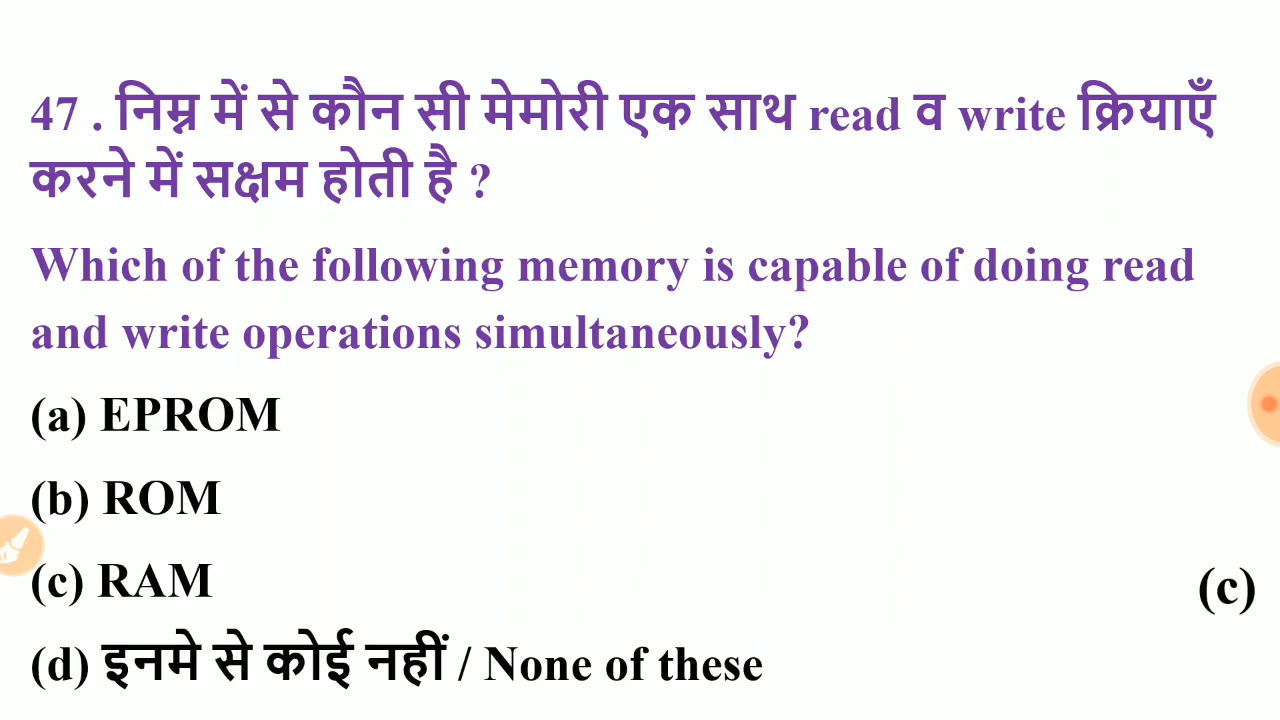 47 . निम्न में से कौन सी मेमोरी एक साथ read व write क्रियाएँ
करने में सक्षम होती है ?
Which of the following memory is capable of doing read
and write operations simultaneously?
(a) EPROM
(b) ROM
(c) RAM
(c)
(d) इनमे से कोई नहीं / None of these